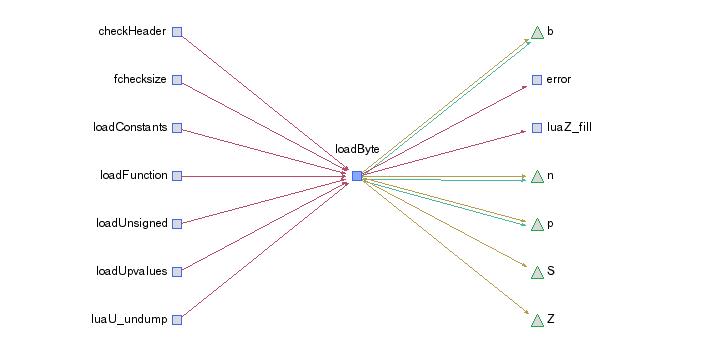 checkHeader
fchecksize
loadConstants
loadFunction
loadUnsigned
loadUpvalues
luaU_undump
loadByte
b
error
luaZ_fill
n
p
S
Z